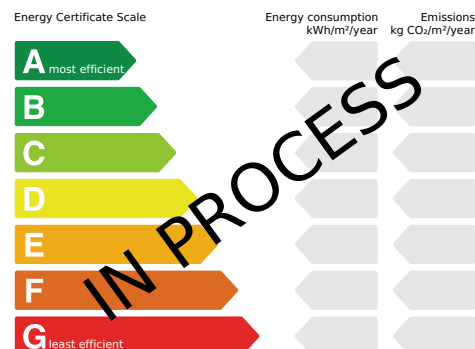 Energy Certificate Scale
Energy consumption
kWh/m²/year
Emissions
kg CO₂/m²/year
A most efficient
B
C
D
E
F
G least efficient
IN PROCESS